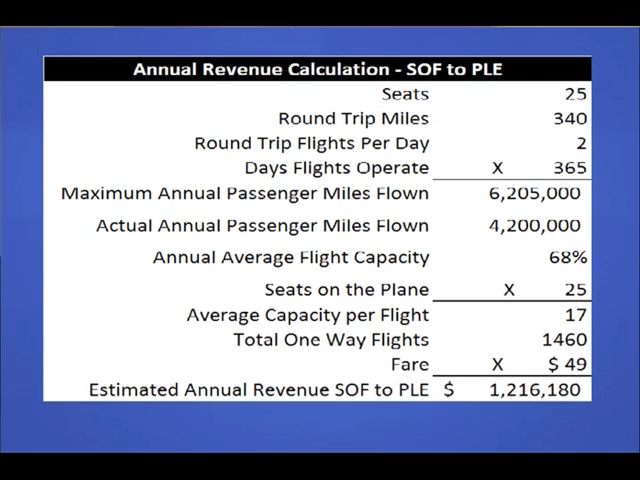 Annual Revenue Calculation - SOF to PLE
Seats 25
Round Trip Miles 340
Round Trip Flights Per Day 2
Days Flights Operate X 365
Maximum Annual Passenger Miles Flown 6,205,000
Actual Annual Passenger Miles Flown 4,200,000
Annual Average Flight Capacity 68%
Seats on the Plane X 25
Average Capacity per Flight 17
Total One Way Flights 1460
Fare X $ 49
Estimated Annual Revenue SOF to PLE $ 1,216,180